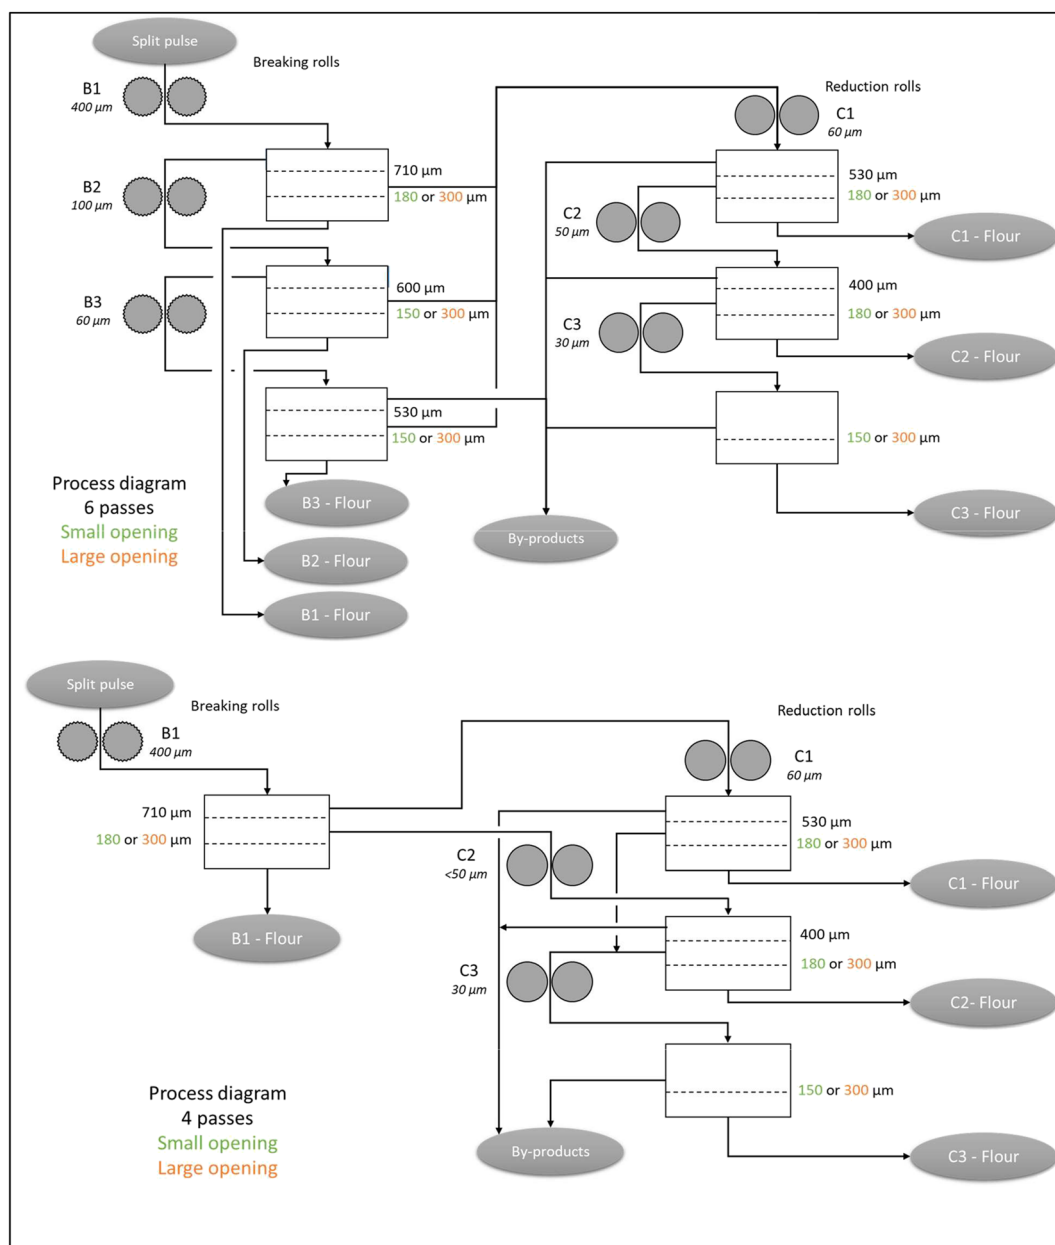 Split pulse
Breaking rolls
B1
400 µm
Reduction rolls
C1
60 µm
710 µm
180 or 300 µm
530 µm
180 or 300 µm
B2
100 µm
C2
50 µm
C1 - Flour
600 µm
150 or 300 µm
400 µm
180 or 300 µm
B3
60 µm
C3
30 µm
C2 - Flour
530 µm
150 or 300 µm
150 or 300 µm
Process diagram
6 passes
Small opening
Large opening
B3 - Flour
C3 - Flour
By-products
B2 - Flour
B1 - Flour
Split pulse
Breaking rolls
B1
400 µm
Reduction rolls
C1
60 µm
710 µm
180 or 300 µm
530 µm
180 or 300 µm
C2
<50 µm
C1 - Flour
B1 - Flour
400 µm
180 or 300 µm
C3
30 µm
C2- Flour
150 or 300 µm
Process diagram
4 passes
Small opening
Large opening
By-products
C3 - Flour